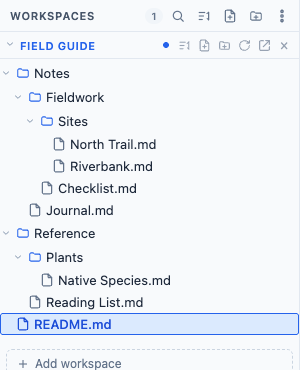 WORKSPACES 1
FIELD GUIDE
Notes
Fieldwork
Sites
North Trail.md
Riverbank.md
Checklist.md
Journal.md
Reference
Plants
Native Species.md
Reading List.md
README.md
+ Add workspace